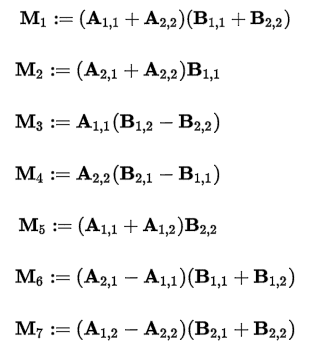 M₁ := (A₁,₁ + A₂,₂)(B₁,₁ + B₂,₂)
M₂ := (A₂,₁ + A₂,₂)B₁,₁
M₃ := A₁,₁(B₁,₂ − B₂,₂)
M₄ := A₂,₂(B₂,₁ − B₁,₁)
M₅ := (A₁,₁ + A₁,₂)B₂,₂
M₆ := (A₂,₁ − A₁,₁)(B₁,₁ + B₁,₂)
M₇ := (A₁,₂ − A₂,₂)(B₂,₁ + B₂,₂)